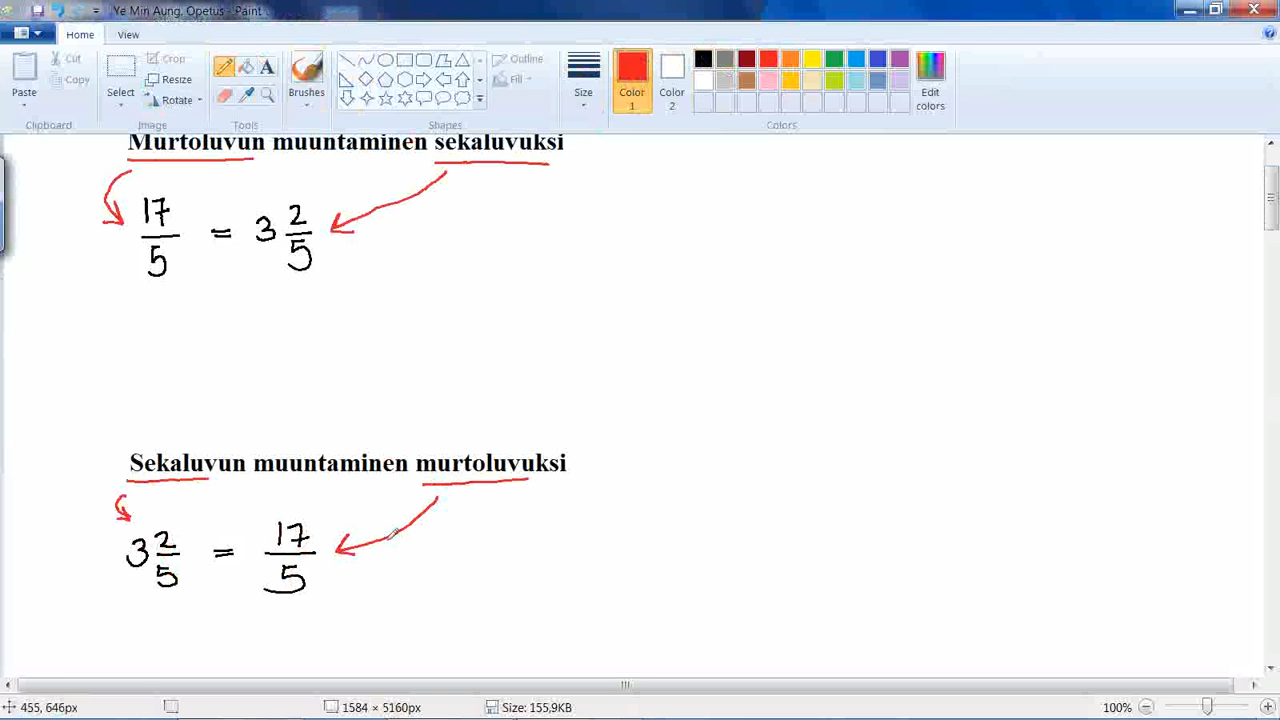 Ye Min Aung, Opetus - Paint
Home View
Paste Cut Copy Clipboard
Select Crop Resize Rotate Image
Tools
Brushes
Shapes Outline Fill
Size
Color 1 Color 2 Colors Edit colors
Murtoluvun muuntaminen sekaluvuksi
17/5 = 3 2/5
Sekaluvun muuntaminen murtoluvuksi
3 2/5 = 17/5
455, 646px 1584 × 5160px Size: 155,9KB 100%